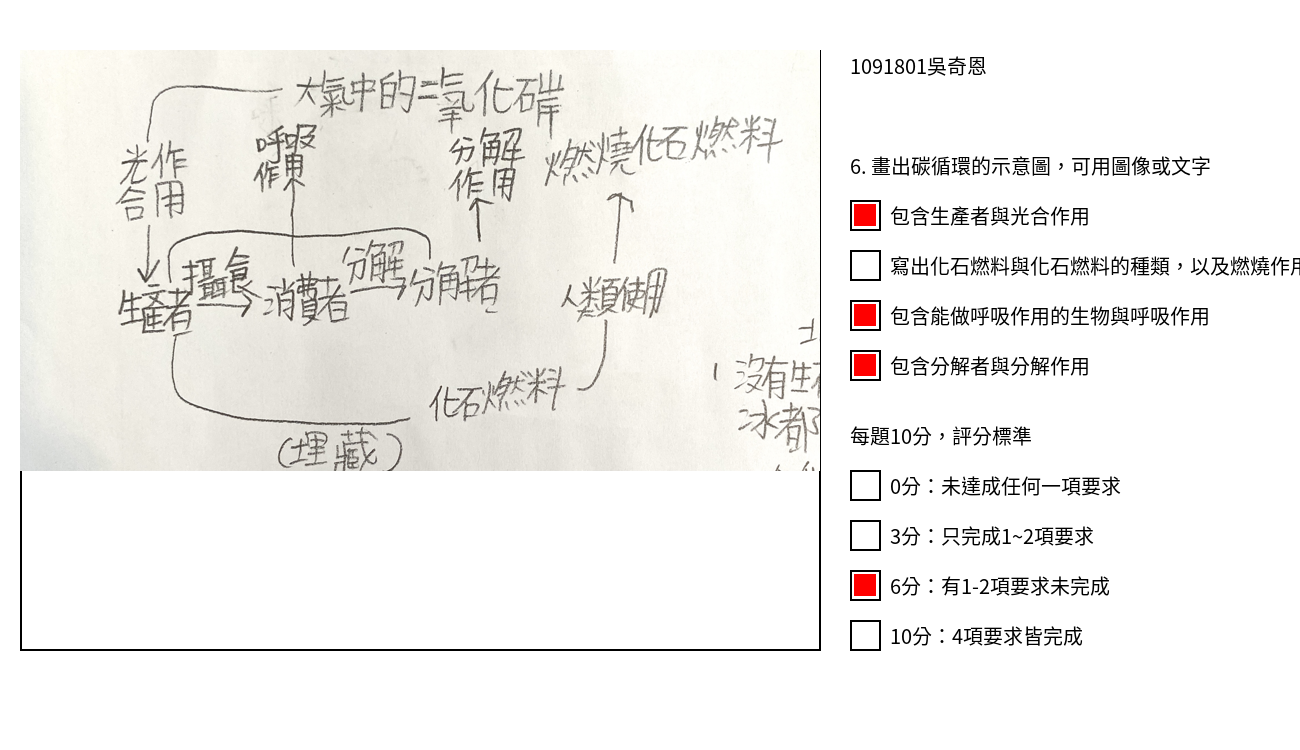 大氣中的二氧化碳
光合作用
呼吸作用
分解作用
燃燒化石燃料
攝食
分解
生產者
消費者
分解者
人類使用
化石燃料
(埋藏)
沒有生
冰都
1091801吳奇恩
6. 畫出碳循環的示意圖，可用圖像或文字
包含生產者與光合作用
寫出化石燃料與化石燃料的種類，以及燃燒作用
包含能做呼吸作用的生物與呼吸作用
包含分解者與分解作用
每題10分，評分標準
0分：未達成任何一項要求
3分：只完成1~2項要求
6分：有1-2項要求未完成
10分：4項要求皆完成